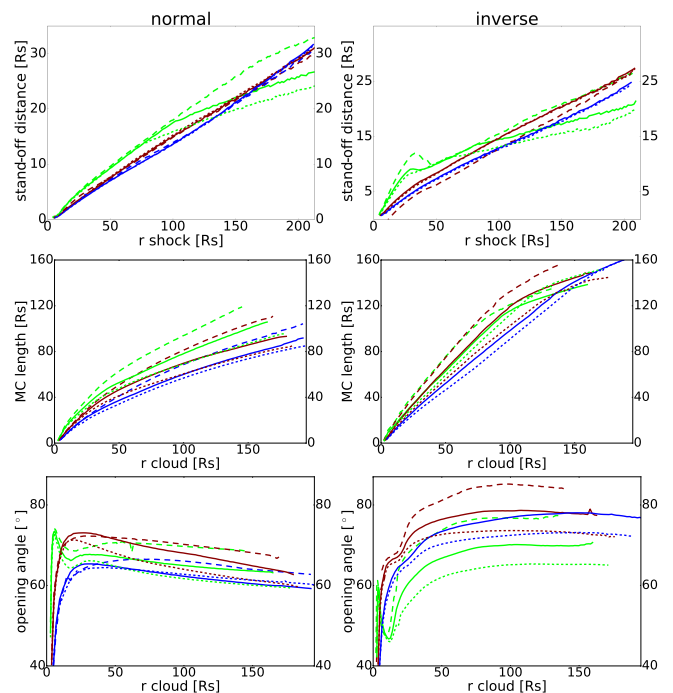 normal inverse
30 30
20 20
10 10
0 0
stand-off distance [Rs]
0 50 100 150 200
r shock [Rs]
25 25
15 15
5 5
stand-off distance [Rs]
0 50 100 150 200
r shock [Rs]
160 160
120 120
80 80
40 40
0 0
MC length [Rs]
0 50 100 150
r cloud [Rs]
160 160
120 120
80 80
40 40
0 0
MC length [Rs]
0 50 100 150
r cloud [Rs]
80 80
60 60
40 40
opening angle [°]
0 50 100 150
r cloud [Rs]
80 80
60 60
40 40
opening angle [°]
0 50 100 150
r cloud [Rs]